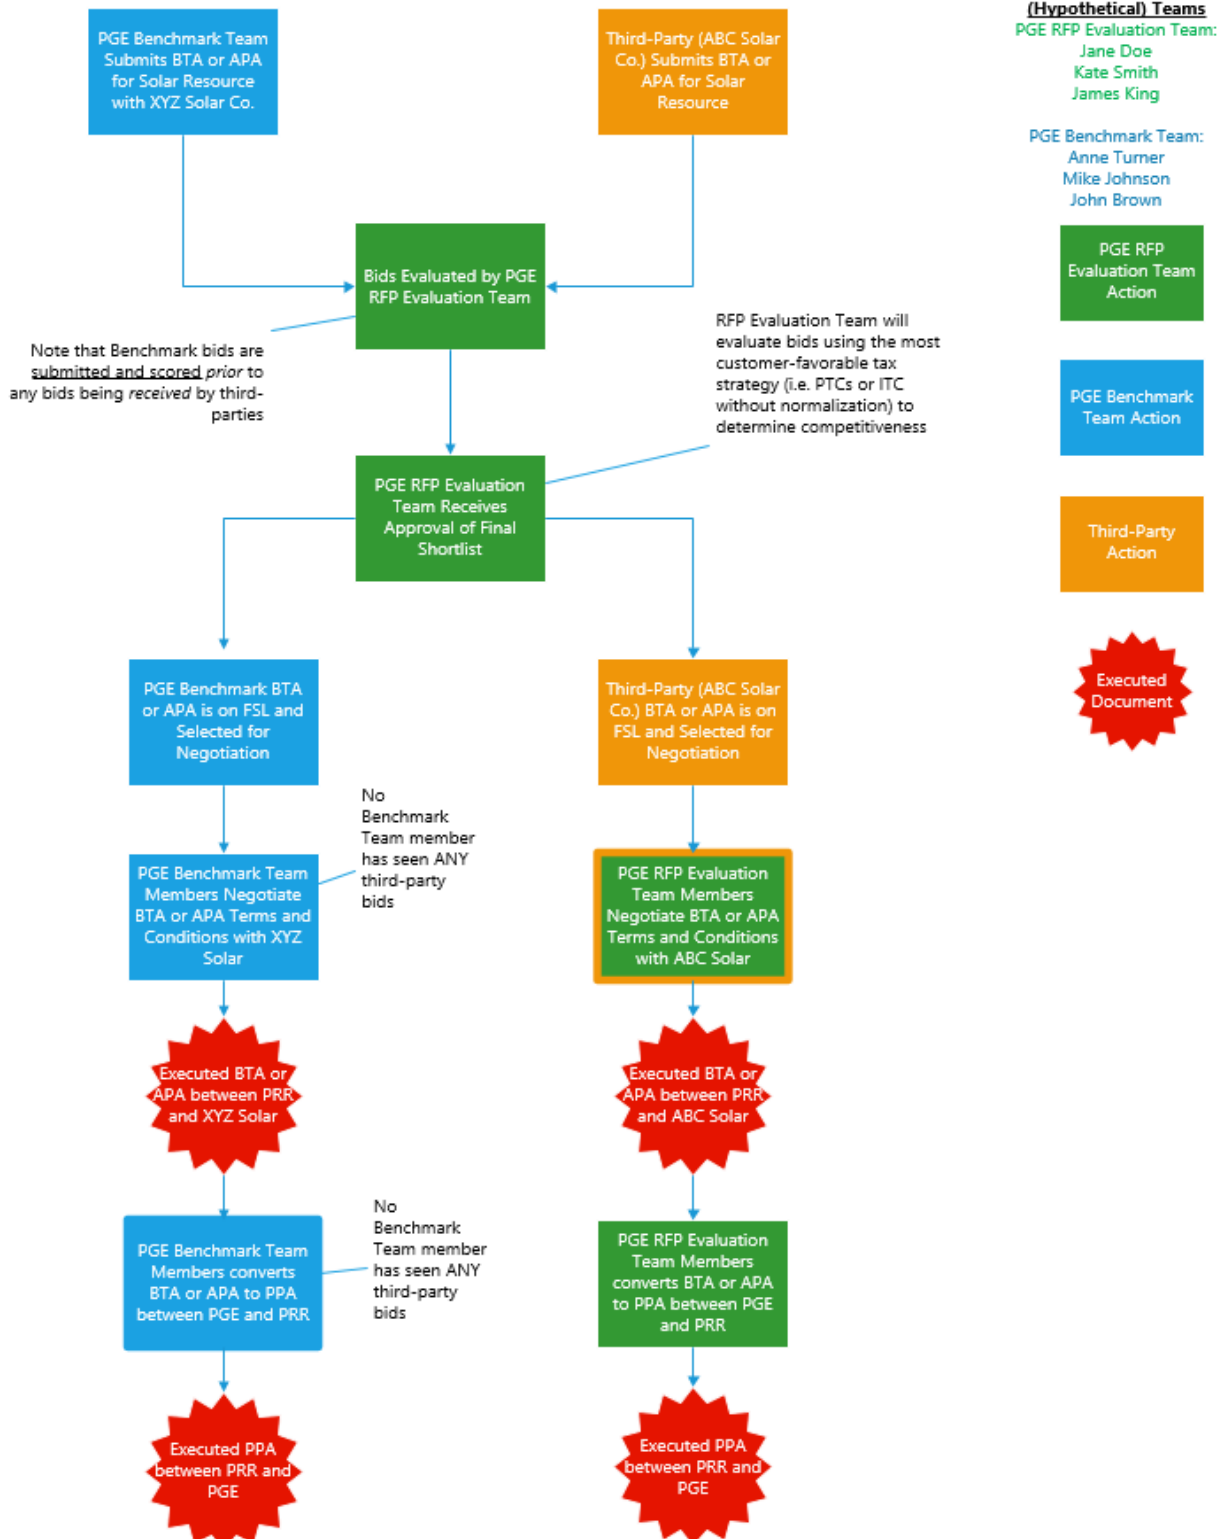 PGE Benchmark Team
Submits BTA or APA
for Solar Resource
with XYZ Solar Co.
Third-Party (ABC Solar
Co.) Submits BTA or
APA for Solar
Resource
(Hypothetical) Teams
PGE RFP Evaluation Team:
Jane Doe
Kate Smith
James King
PGE Benchmark Team:
Anne Turner
Mike Johnson
John Brown
PGE RFP
Evaluation Team
Action
PGE Benchmark
Team Action
Third-Party
Action
Executed
Document
Bids Evaluated by PGE
RFP Evaluation Team
Note that Benchmark bids are
submitted and scored prior to
any bids being received by third-
parties
RFP Evaluation Team will
evaluate bids using the most
customer-favorable tax
strategy (i.e. PTCs or ITC
without normalization) to
determine competitiveness
PGE RFP Evaluation
Team Receives
Approval of Final
Shortlist
PGE Benchmark BTA
or APA is on FSL and
Selected for
Negotiation
Third-Party (ABC Solar
Co.) BTA or APA is on
FSL and Selected for
Negotiation
No
Benchmark
Team member
has seen ANY
third-party
bids
PGE Benchmark Team
Members Negotiate
BTA or APA Terms and
Conditions with XYZ
Solar
PGE RFP Evaluation
Team Members
Negotiate BTA or APA
Terms and Conditions
with ABC Solar
Executed BTA or
APA between PRR
and XYZ Solar
Executed BTA or
APA between PRR
and ABC Solar
No
Benchmark
Team member
has seen ANY
third-party
bids
PGE Benchmark Team
Members converts
BTA or APA to PPA
between PGE and PRR
PGE RFP Evaluation
Team Members
converts BTA or APA
to PPA between PGE
and PRR
Executed PPA
between PRR and
PGE
Executed PPA
between PRR and
PGE